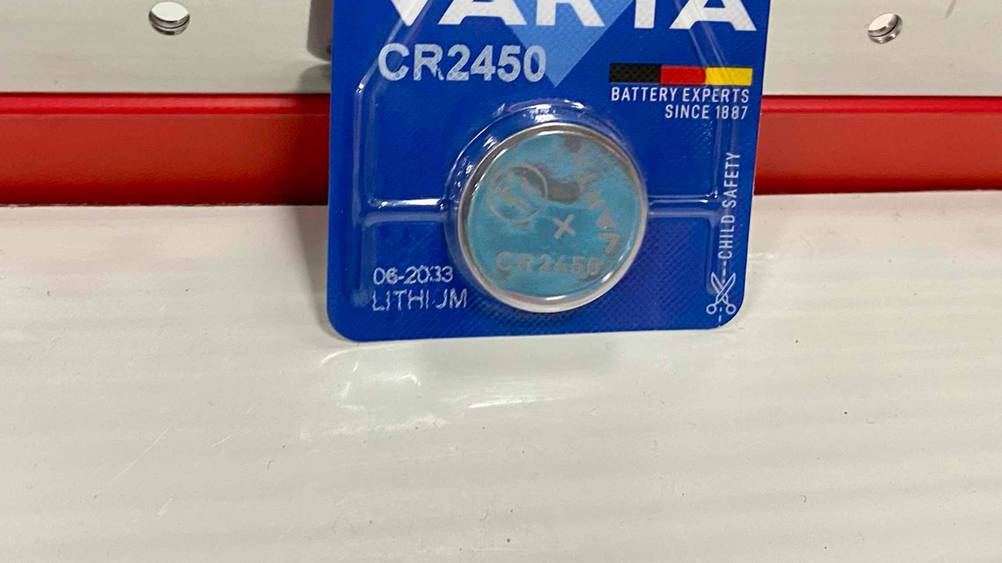 VARTA
CR2450
BATTERY EXPERTS
SINCE 1887
CHILD SAFETY
CR2450
06-2033
LITHIUM